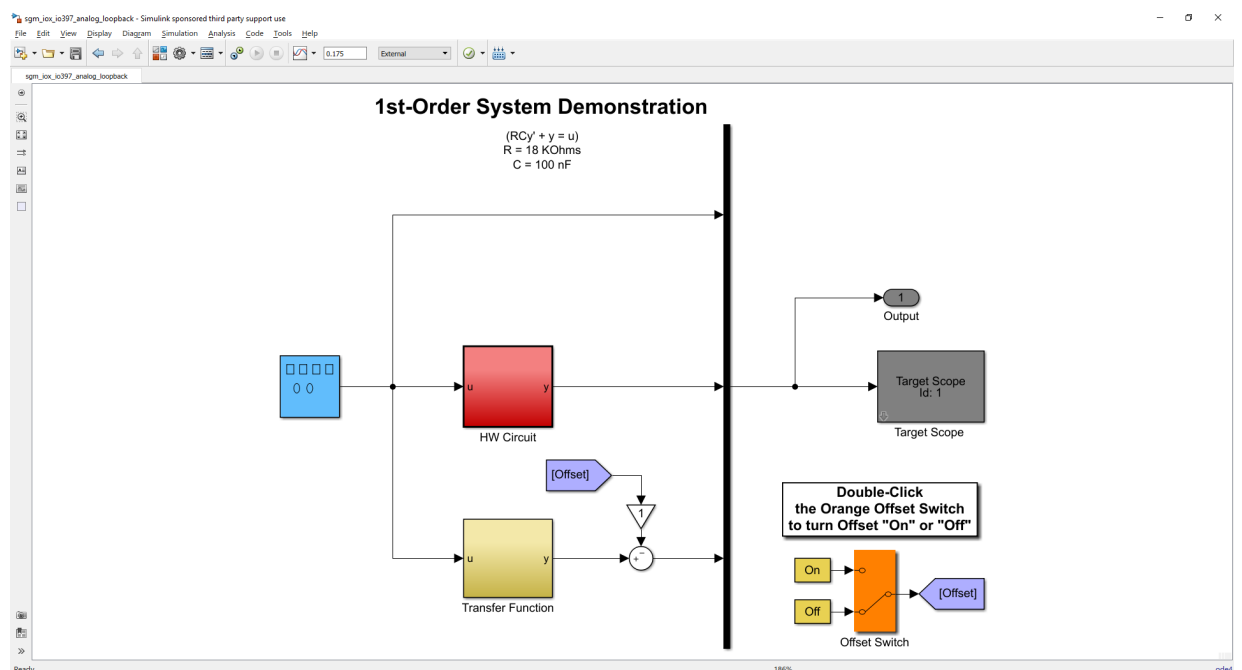 sgm_iox_io397_analog_loopback - Simulink sponsored third party support use
File Edit View Display Diagram Simulation Analysis Code Tools Help
0.175 External
sgm_iox_io397_analog_loopback
1st-Order System Demonstration
(RCy' + y = u)
R = 18 KOhms
C = 100 nF
1
Output
u y
HW Circuit
Target Scope
Id: 1
Target Scope
[Offset]
1
u y
Transfer Function
+ −
Double-Click
the Orange Offset Switch
to turn Offset "On" or "Off"
On
Off
[Offset]
Offset Switch
Ready 186%